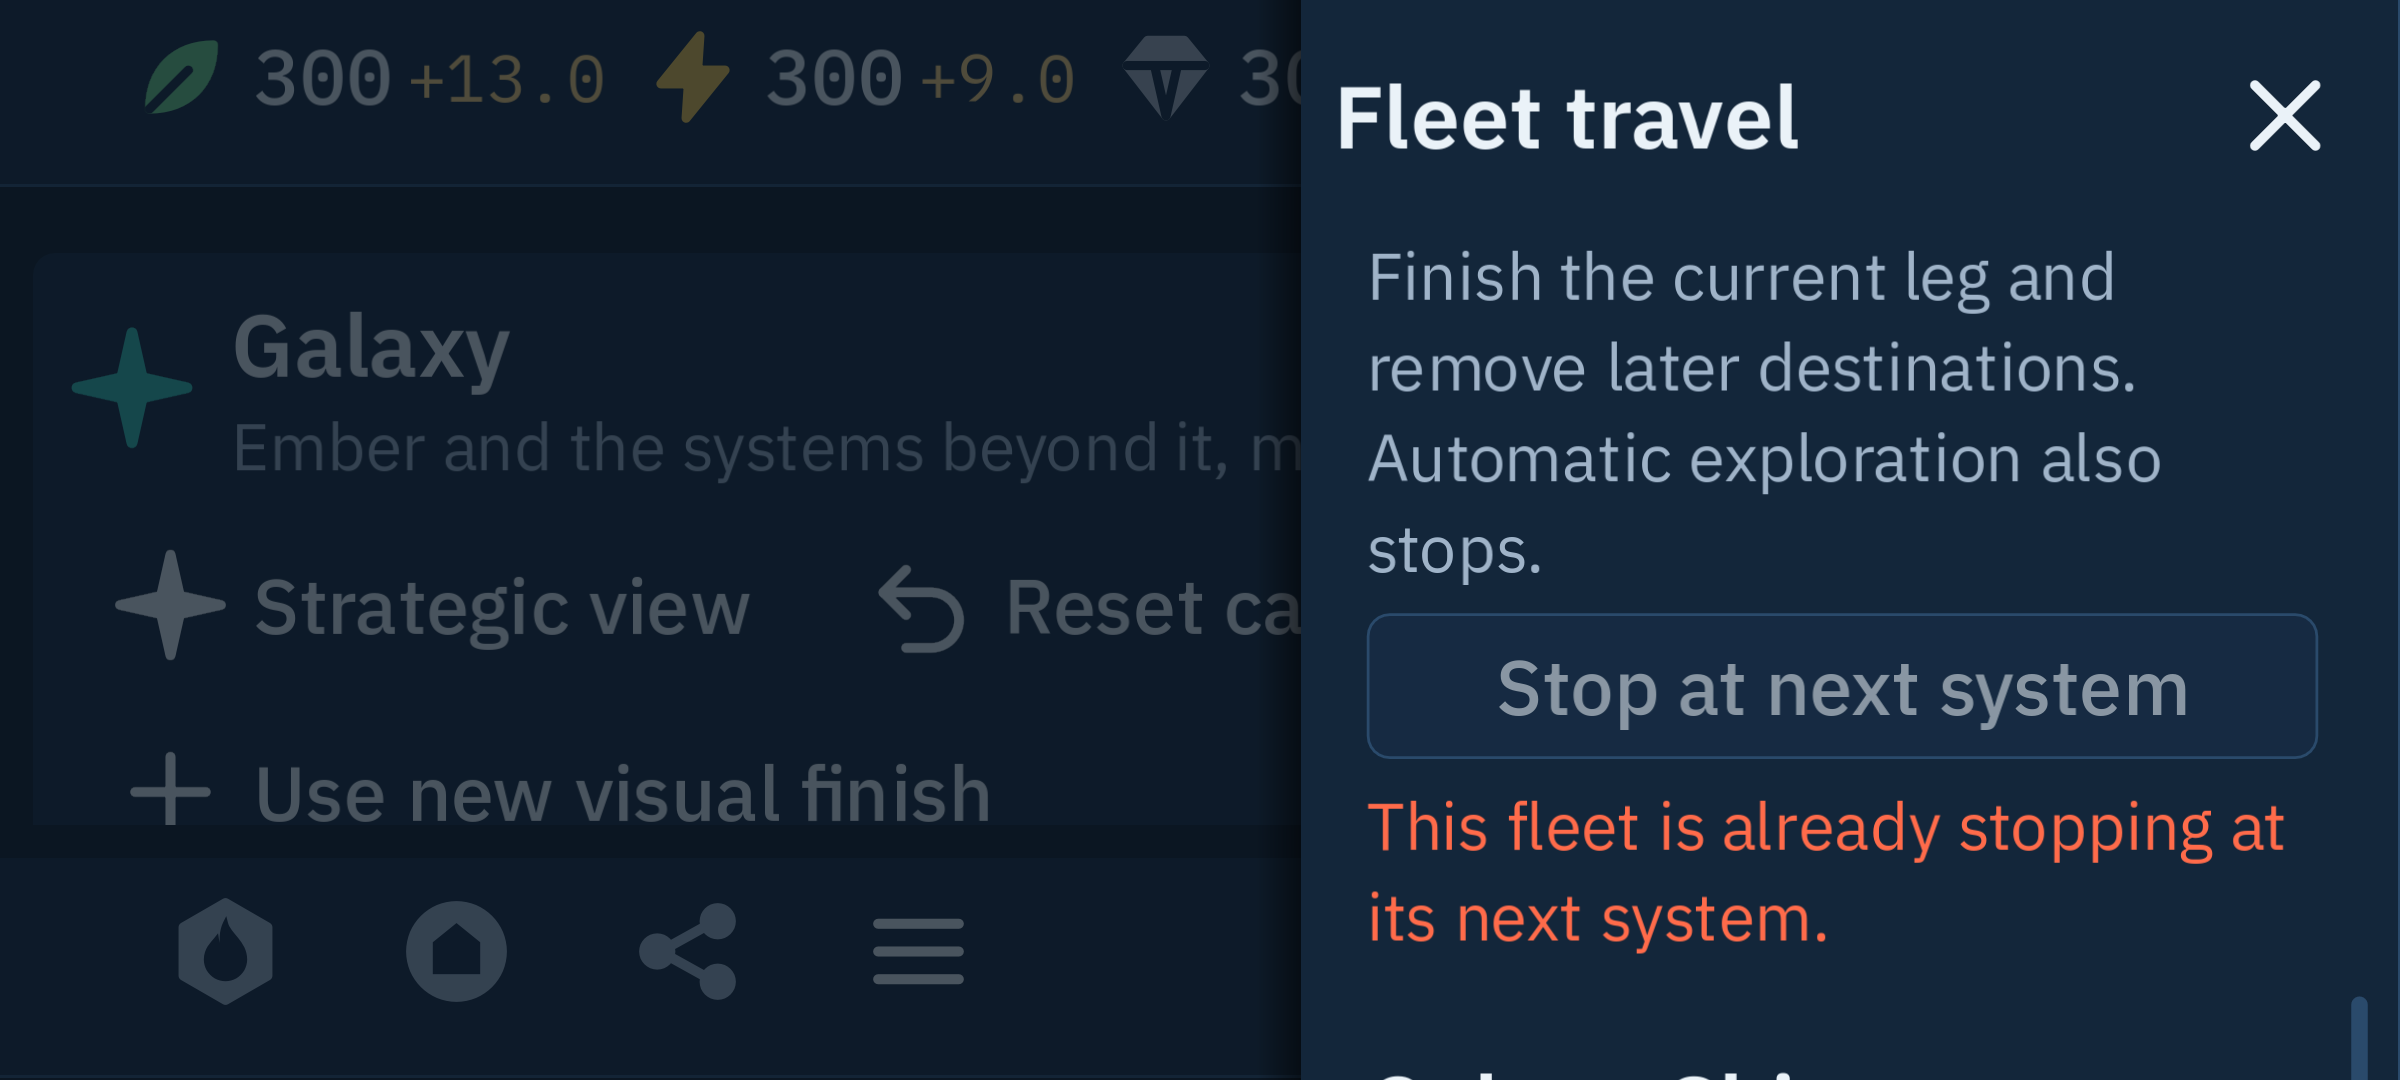 300 +13.0 300 +9.0 30
Fleet travel
Finish the current leg and
remove later destinations.
Automatic exploration also
stops.
Stop at next system
This fleet is already stopping at
its next system.
Galaxy
Ember and the systems beyond it,
Strategic view
Reset
Use new visual finish